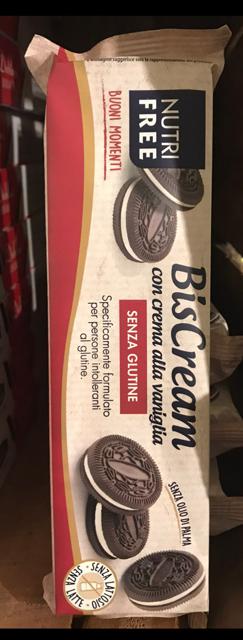 NUTRI
FREE
BUONI MOMENTI
BisCream
con crema alla vaniglia
SENZA GLUTINE
Specificamente formulato
per persone intolleranti
al glutine.
SENZA OLIO DI PALMA
SENZA LATTOSIO
SENZA LATTE